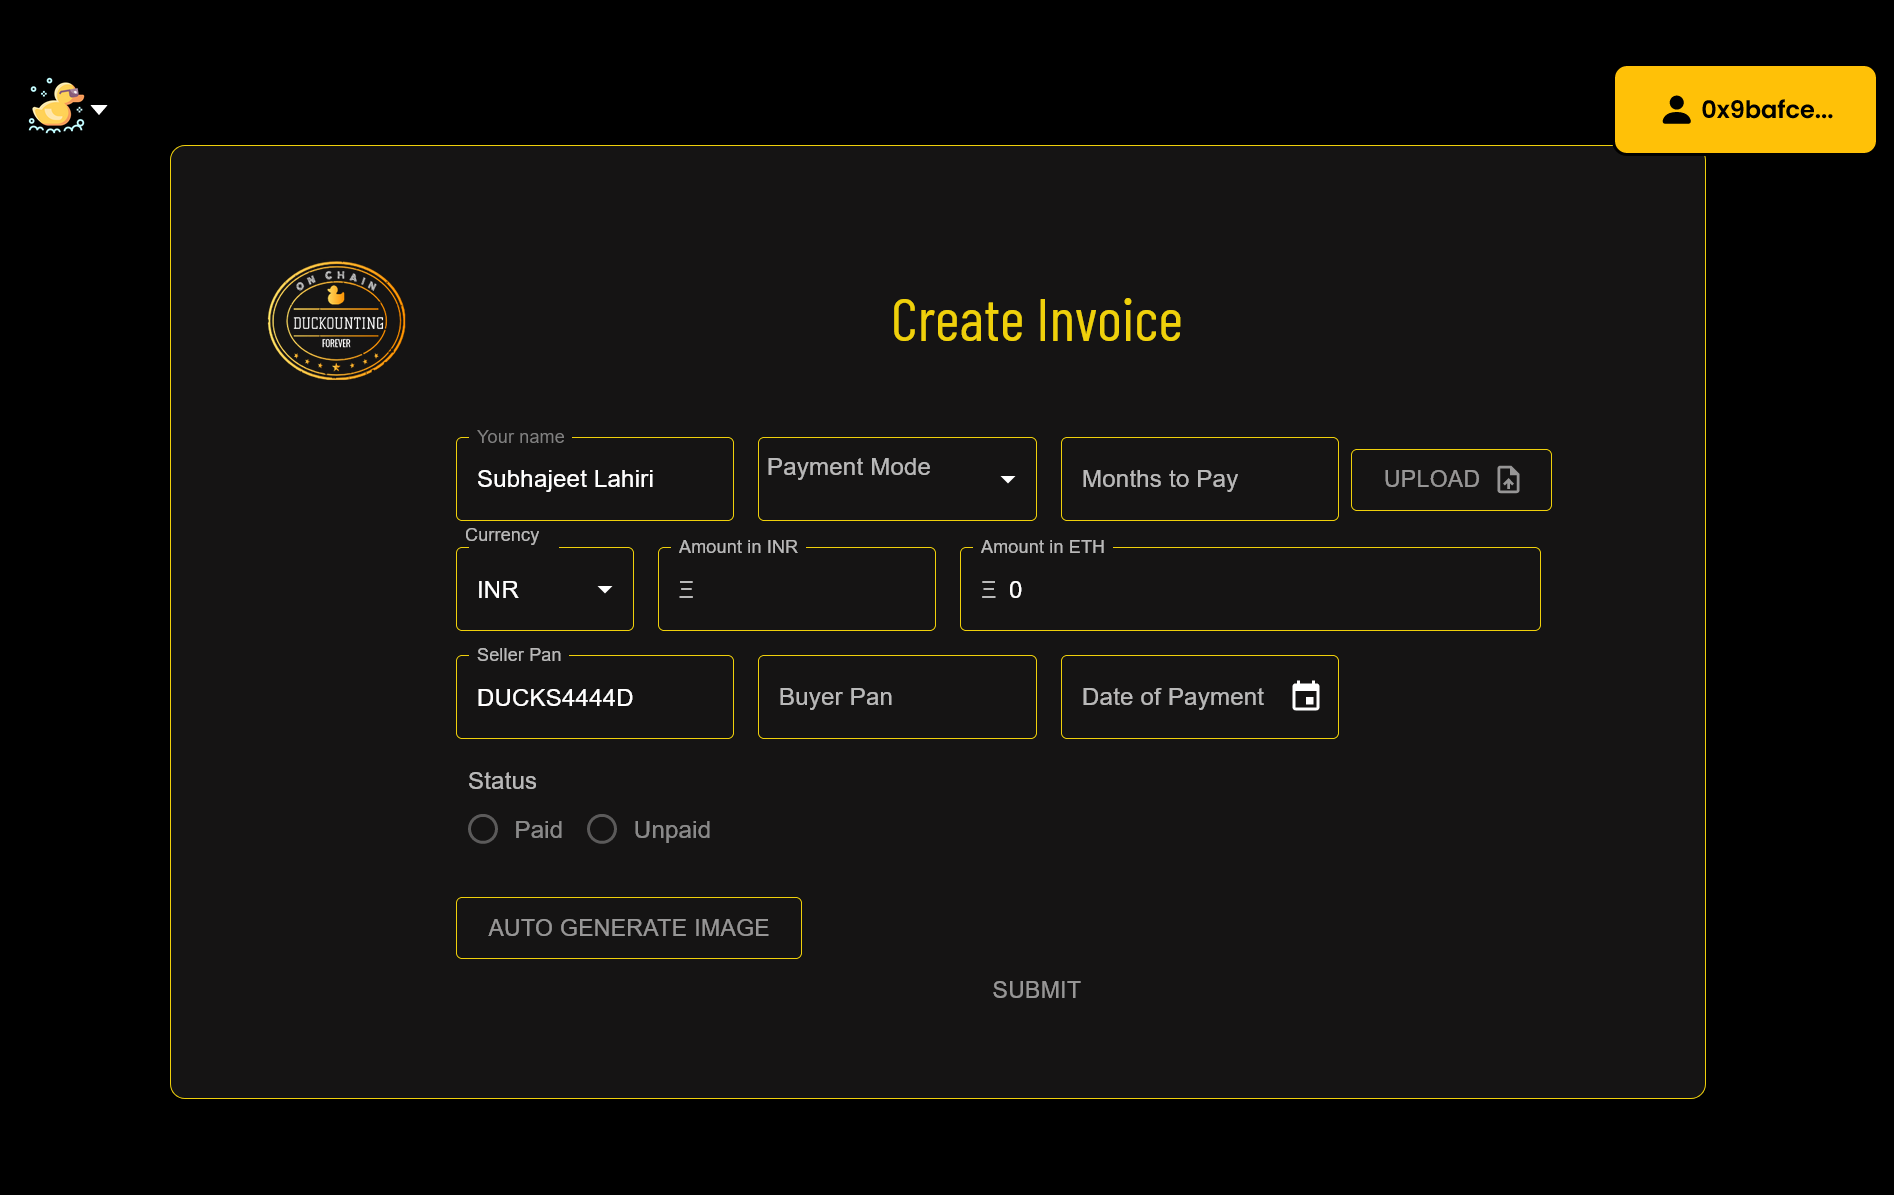 0x9bafce...
ON CHAIN
DUCKOUNTING
FOREVER
Create Invoice
Your name
Subhajeet Lahiri
Payment Mode
Months to Pay
UPLOAD
Currency
INR
Amount in INR
Ξ
Amount in ETH
Ξ 0
Seller Pan
DUCKS4444D
Buyer Pan
Date of Payment
Status
Paid
Unpaid
AUTO GENERATE IMAGE
SUBMIT